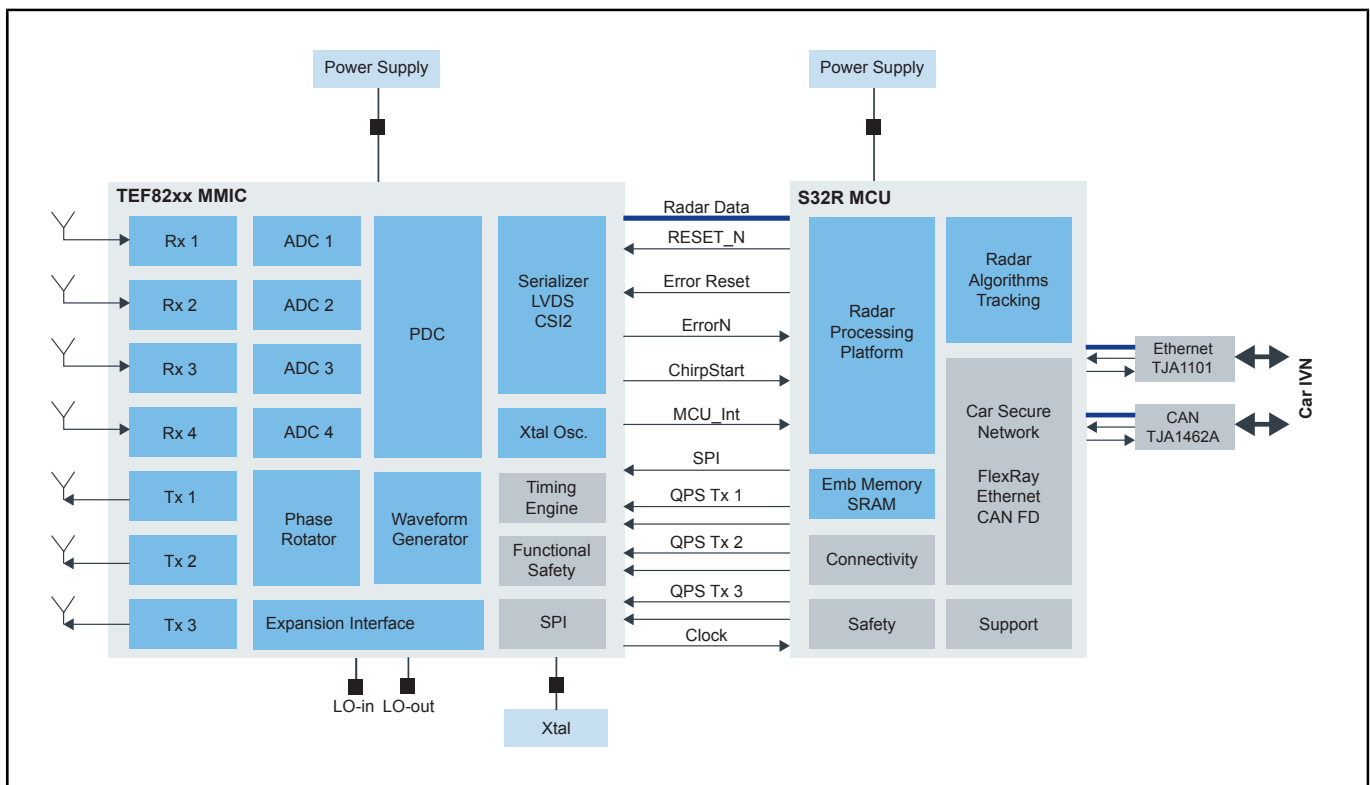 Power Supply
Power Supply
TEF82xx MMIC
Rx 1
Rx 2
Rx 3
Rx 4
Tx 1
Tx 2
Tx 3
ADC 1
ADC 2
ADC 3
ADC 4
PDC
Phase
Rotator
Waveform
Generator
Expansion Interface
Serializer
LVDS
CSI2
Xtal Osc.
Timing
Engine
Functional
Safety
SPI
LO-in
LO-out
Xtal
Radar Data
RESET_N
Error Reset
ErrorN
ChirpStart
MCU_Int
SPI
QPS Tx 1
QPS Tx 2
QPS Tx 3
Clock
S32R MCU
Radar
Processing
Platform
Emb Memory
SRAM
Connectivity
Safety
Radar
Algorithms
Tracking
Car Secure
Network
FlexRay
Ethernet
CAN FD
Support
Ethernet
TJA1101
CAN
TJA1462A
Car IVN